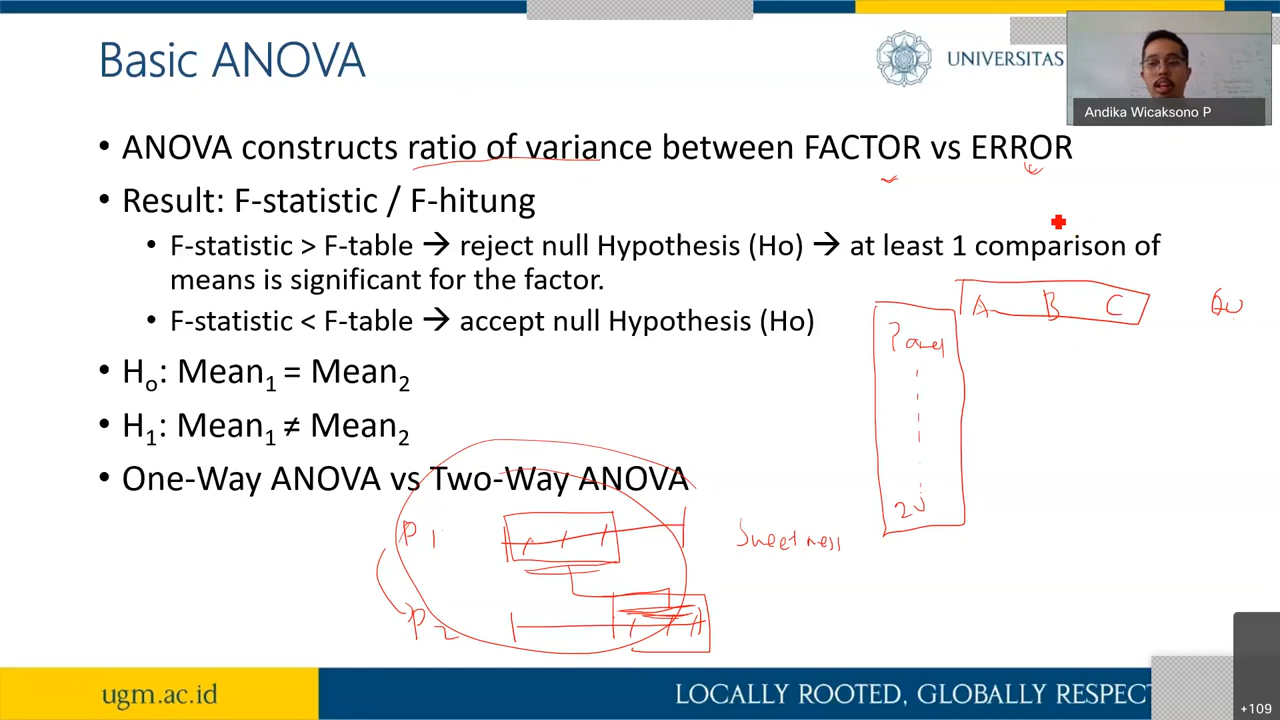 Basic ANOVA
UNIVERSITAS
Andika Wicaksono P
• ANOVA constructs ratio of variance between FACTOR vs ERROR
• Result: F-statistic / F-hitung
• F-statistic > F-table → reject null Hypothesis (Ho) → at least 1 comparison of
means is significant for the factor.
• F-statistic < F-table → accept null Hypothesis (Ho)
• Ho: Mean1 = Mean2
• H1: Mean1 ≠ Mean2
• One-Way ANOVA vs Two-Way ANOVA
A B C
Panel
20
P1
Sweetness
P2
ugm.ac.id
LOCALLY ROOTED, GLOBALLY RESPECT
+109